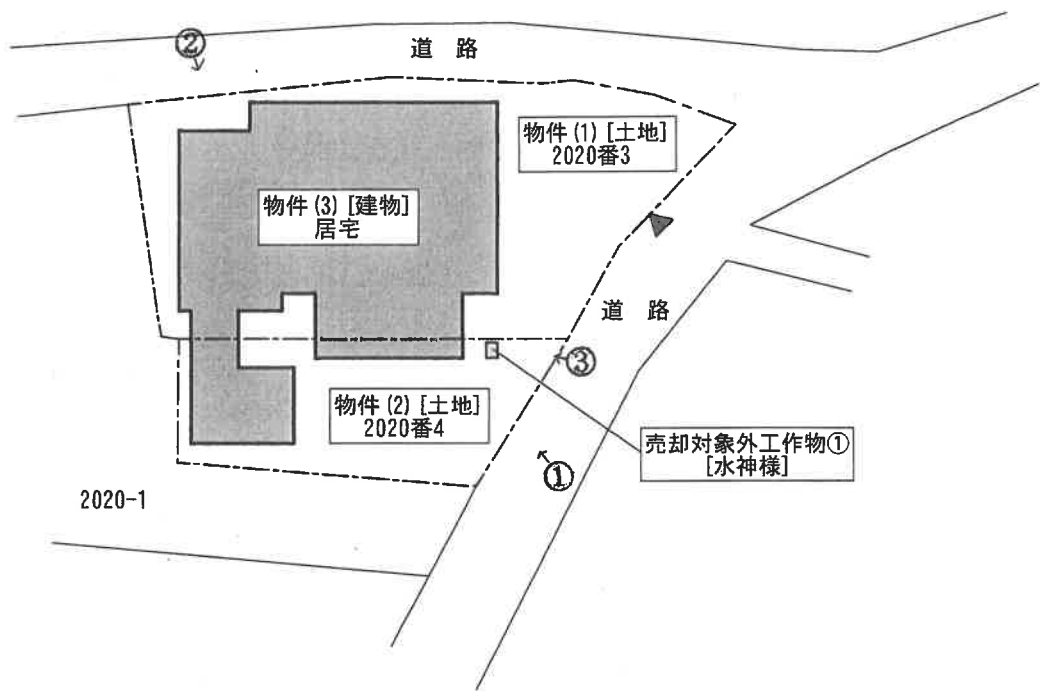 ②
道 路
物件(1)[土地]
2020番3
物件(3)[建物]
居宅
道 路
③
物件(2)[土地]
2020番4
売却対象外工作物①
[水神様]
①
2020-1